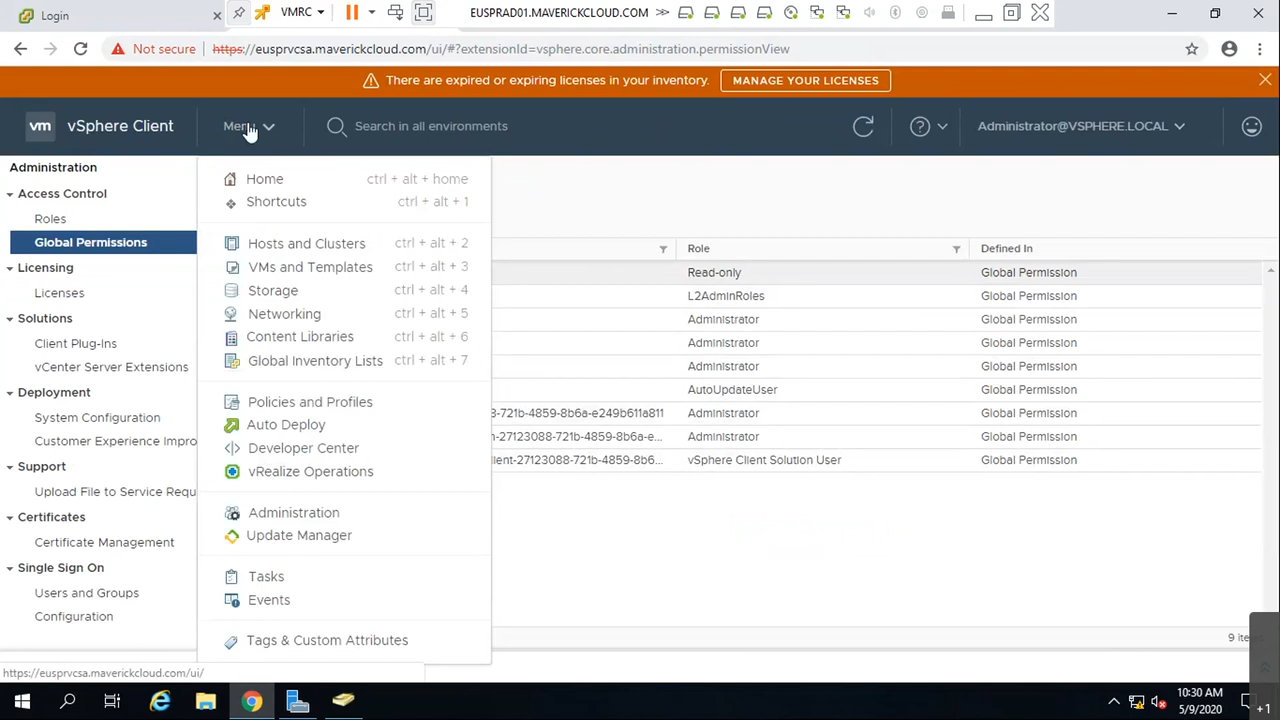 Login
VMRC
EUSPRAD01.MAVERICKCLOUD.COM
Not secure
https://eusprvcsa.maverickcloud.com/ui/#?extensionId=vsphere.core.administration.permissionView
There are expired or expiring licenses in your inventory.
MANAGE YOUR LICENSES
vm
vSphere Client
Menu
Search in all environments
Administrator@VSPHERE.LOCAL
Administration
Access Control
Roles
Global Permissions
Licensing
Licenses
Solutions
Client Plug-Ins
vCenter Server Extensions
Deployment
System Configuration
Customer Experience Impro
Support
Upload File to Service Requ
Certificates
Certificate Management
Single Sign On
Users and Groups
Configuration
Home ctrl + alt + home
Shortcuts ctrl + alt + 1
Hosts and Clusters ctrl + alt + 2
VMs and Templates ctrl + alt + 3
Storage ctrl + alt + 4
Networking ctrl + alt + 5
Content Libraries ctrl + alt + 6
Global Inventory Lists ctrl + alt + 7
Policies and Profiles
Auto Deploy
Developer Center
vRealize Operations
Administration
Update Manager
Tasks
Events
Tags & Custom Attributes
Role Defined In
Read-only Global Permission
L2AdminRoles Global Permission
Administrator Global Permission
Administrator Global Permission
Administrator Global Permission
AutoUpdateUser Global Permission
-721b-4859-8b6a-e249b611a811 Administrator Global Permission
-27123088-721b-4859-8b6a-e... Administrator Global Permission
ient-27123088-721b-4859-8b6... vSphere Client Solution User Global Permission
9 ite
https://eusprvcsa.maverickcloud.com/ui/
10:30 AM
5/9/2020
+1